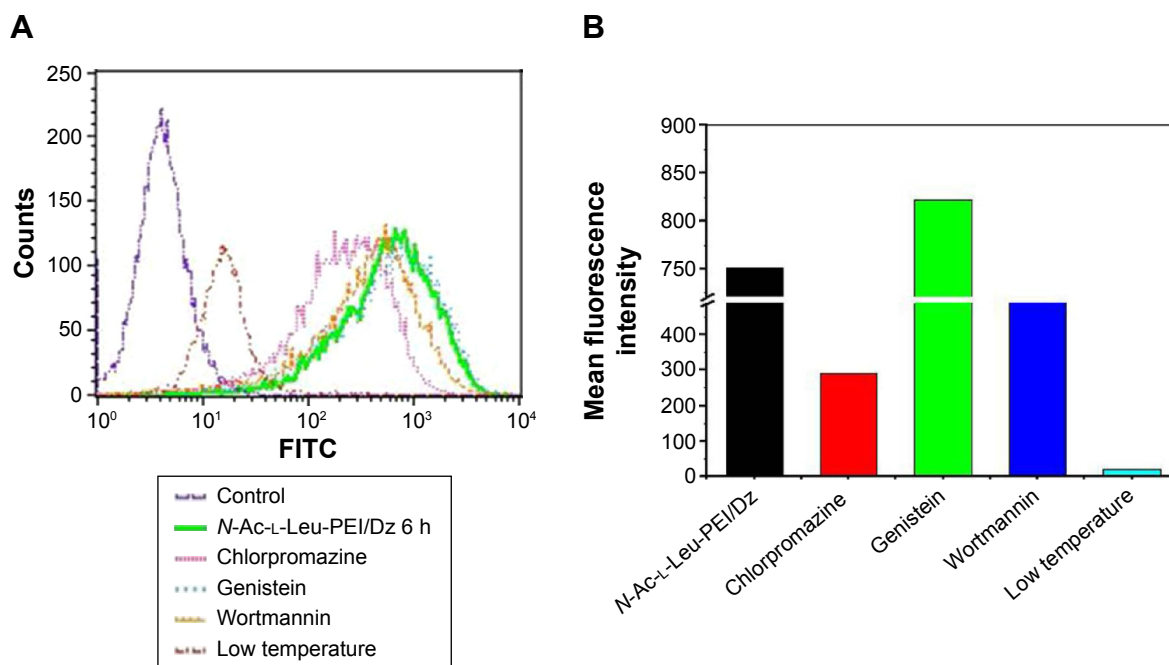 A
250
200
150
100
50
0
Counts
10⁰ 10¹ 10² 10³ 10⁴
FITC
Control
N-Ac-L-Leu-PEI/Dz 6 h
Chlorpromazine
Genistein
Wortmannin
Low temperature
B
900
850
800
750
400
300
200
100
0
Mean fluorescence
intensity
N-Ac-L-Leu-PEI/Dz
Chlorpromazine
Genistein
Wortmannin
Low temperature